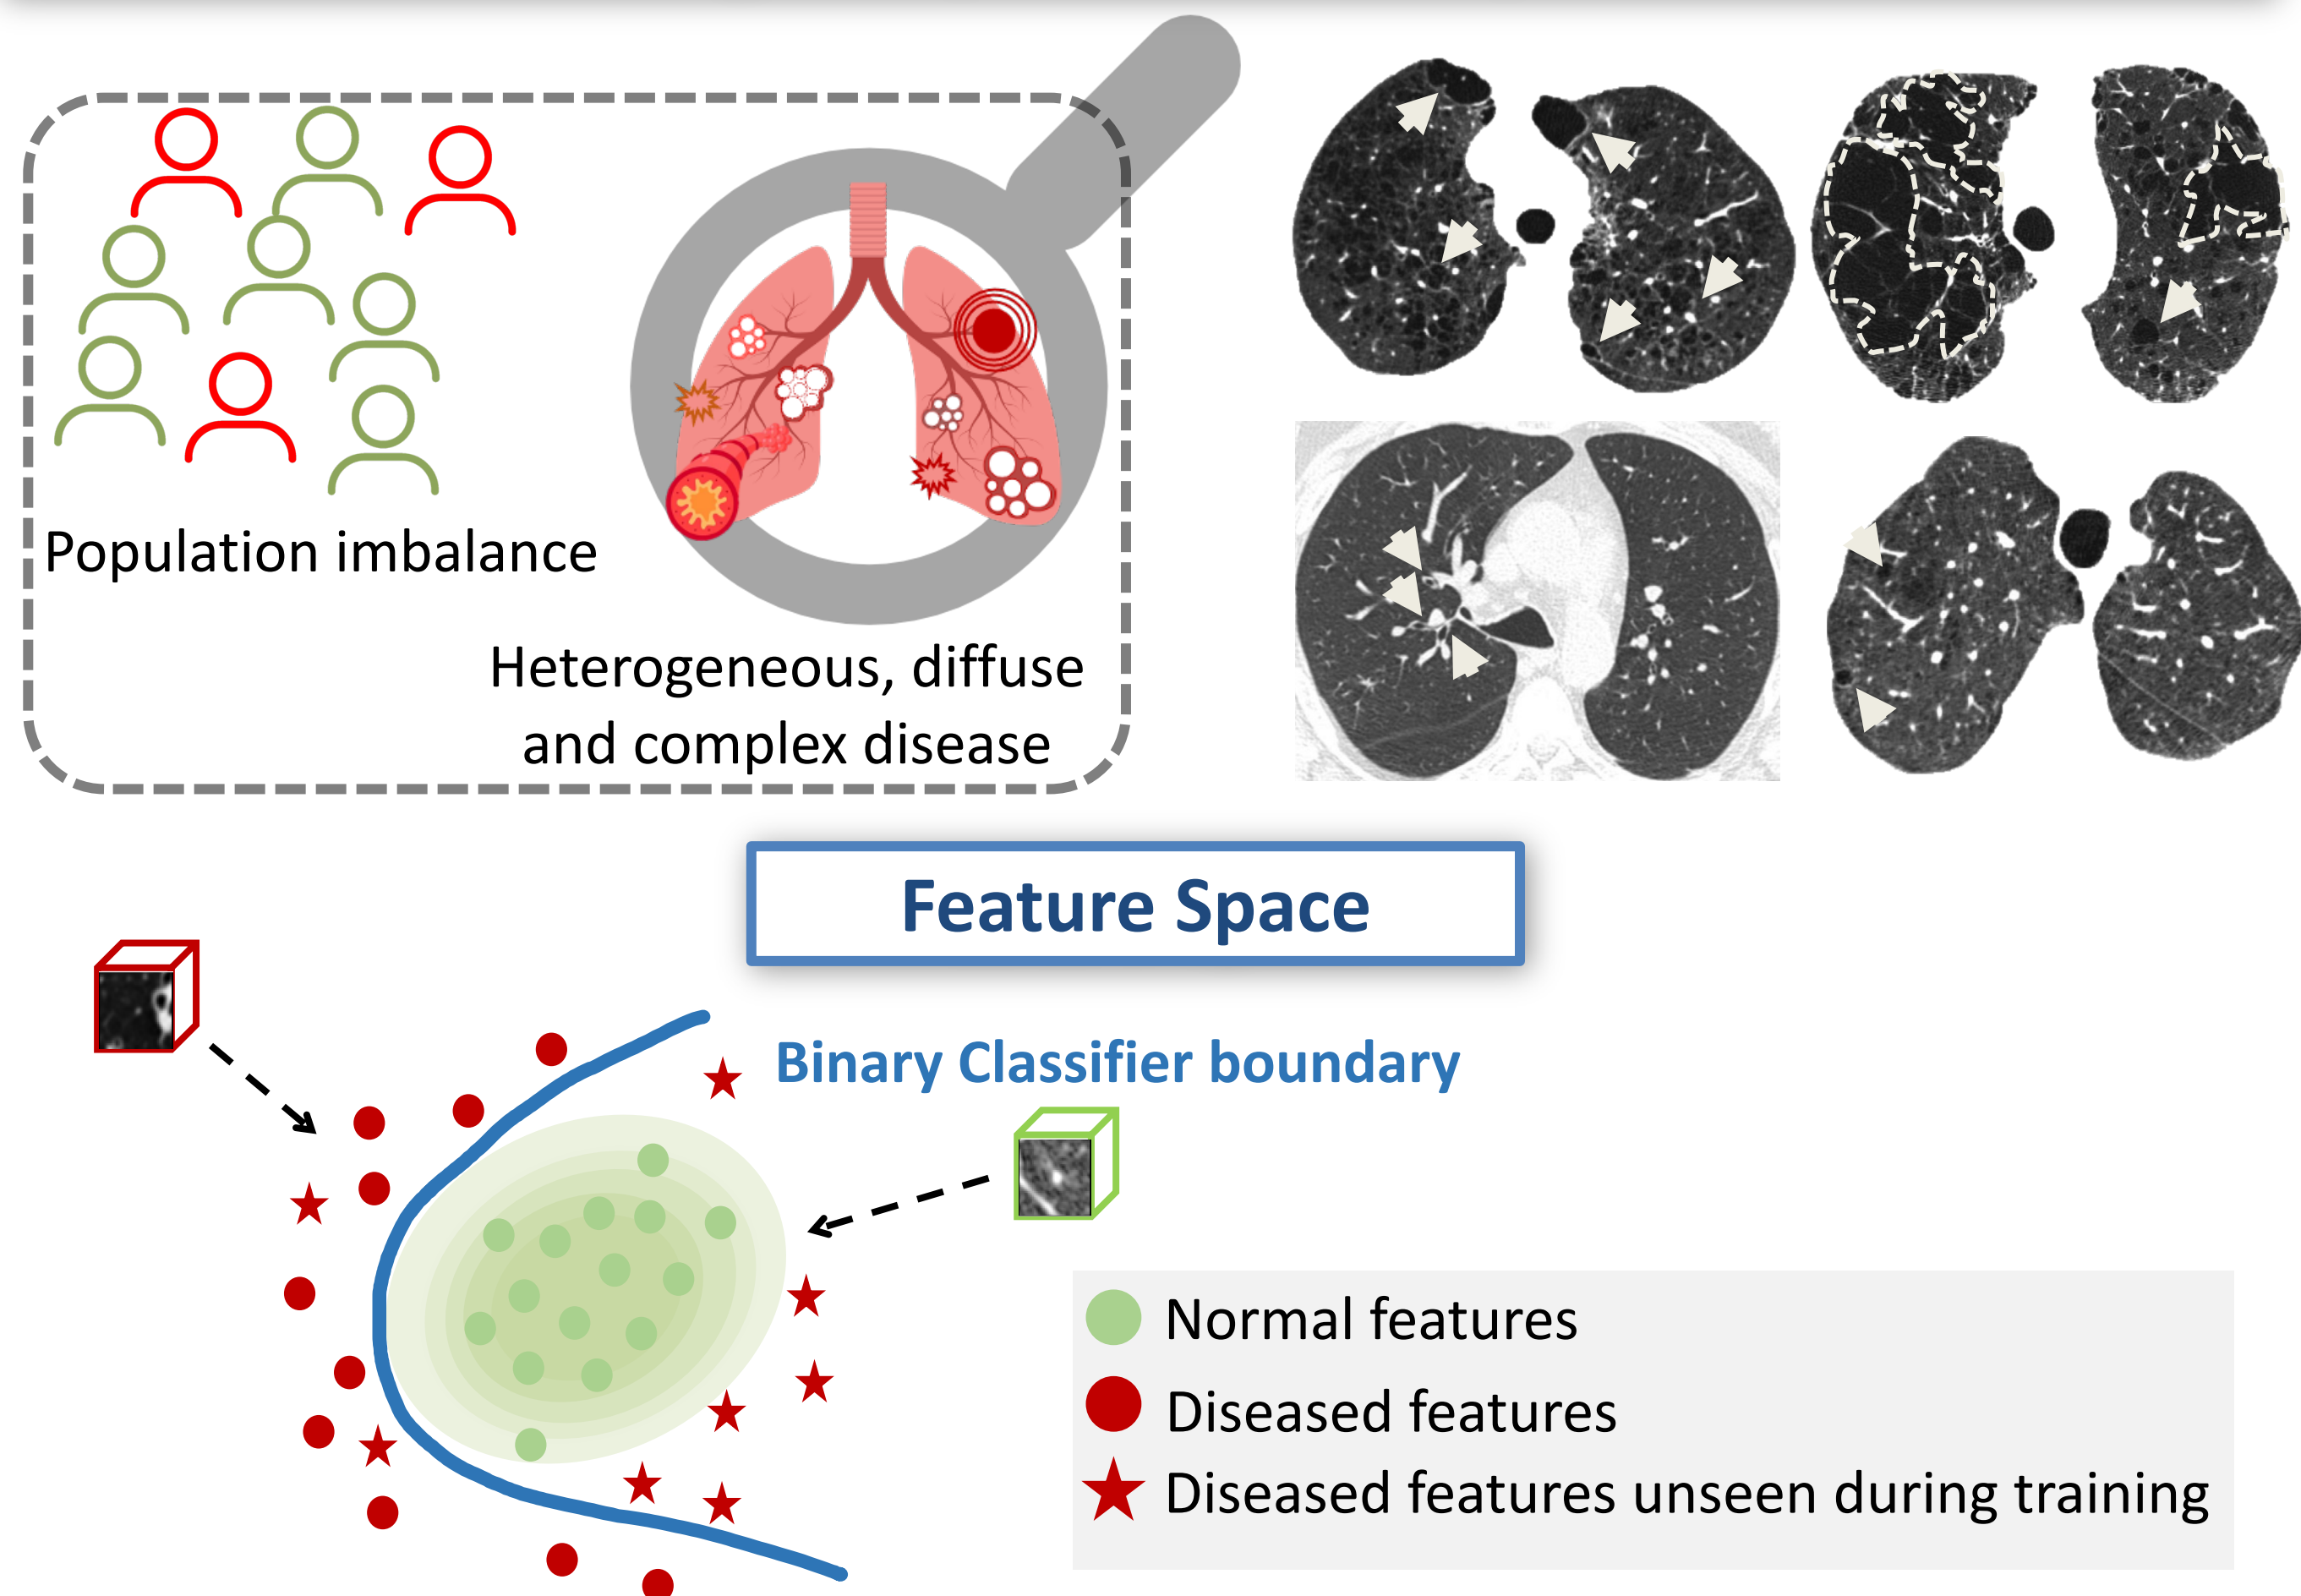 Population imbalance
Heterogeneous, diffuse
and complex disease
Feature Space
Binary Classifier boundary
Normal features
Diseased features
Diseased features unseen during training